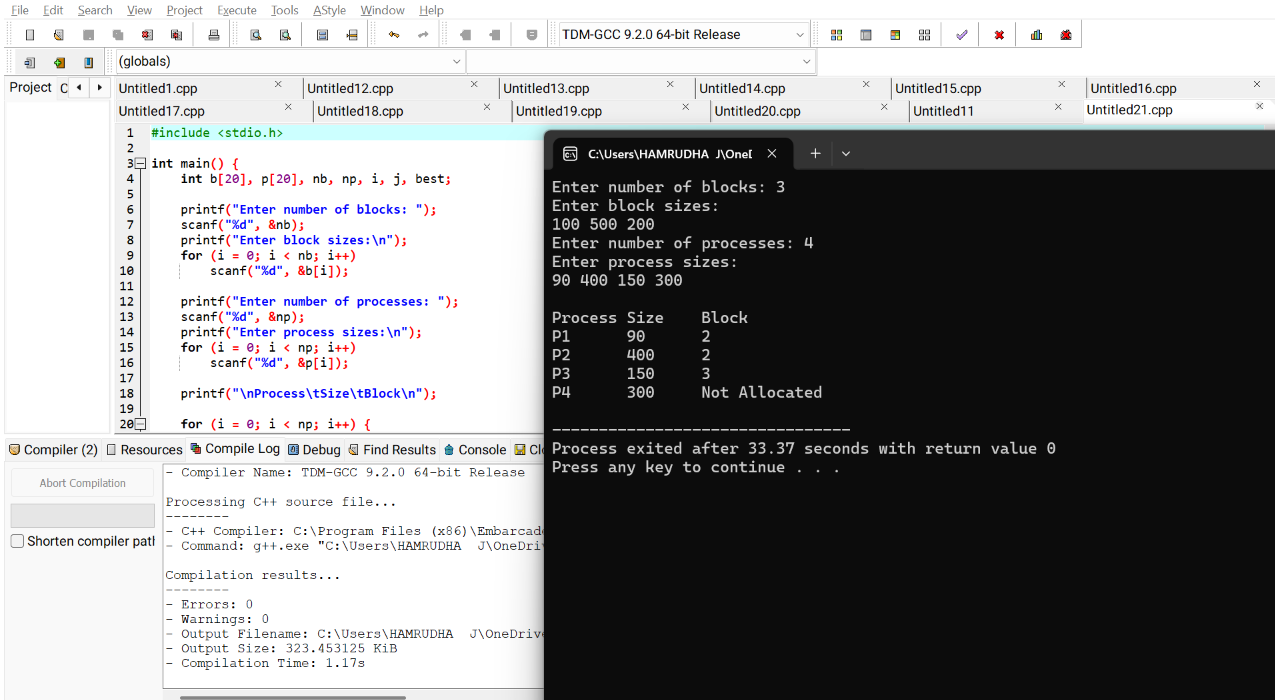 File Edit Search View Project Execute Tools AStyle Window Help
TDM-GCC 9.2.0 64-bit Release
(globals)
Project C
Untitled1.cpp Untitled12.cpp Untitled13.cpp Untitled14.cpp Untitled15.cpp Untitled16.cpp
Untitled17.cpp Untitled18.cpp Untitled19.cpp Untitled20.cpp Untitled11 Untitled21.cpp
1 #include <stdio.h>
2
3 int main() {
4 int b[20], p[20], nb, np, i, j, best;
5
6 printf("Enter number of blocks: ");
7 scanf("%d", &nb);
8 printf("Enter block sizes:\n");
9 for (i = 0; i < nb; i++)
10 scanf("%d", &b[i]);
11
12 printf("Enter number of processes: ");
13 scanf("%d", &np);
14 printf("Enter process sizes:\n");
15 for (i = 0; i < np; i++)
16 scanf("%d", &p[i]);
17
18 printf("\nProcess\tSize\tBlock\n");
19
20 for (i = 0; i < np; i++) {
C:\Users\HAMRUDHA J\OneI
Enter number of blocks: 3
Enter block sizes:
100 500 200
Enter number of processes: 4
Enter process sizes:
90 400 150 300
Process Size Block
P1 90 2
P2 400 2
P3 150 3
P4 300 Not Allocated
--------------------------------
Process exited after 33.37 seconds with return value 0
Press any key to continue . . .
Compiler (2) Resources Compile Log Debug Find Results Console Clo
Abort Compilation
Shorten compiler path
- Compiler Name: TDM-GCC 9.2.0 64-bit Release
Processing C++ source file...
--------
- C++ Compiler: C:\Program Files (x86)\Embarcade
- Command: g++.exe "C:\Users\HAMRUDHA J\OneDriv
Compilation results...
--------
- Errors: 0
- Warnings: 0
- Output Filename: C:\Users\HAMRUDHA J\OneDrive
- Output Size: 323.453125 KiB
- Compilation Time: 1.17s